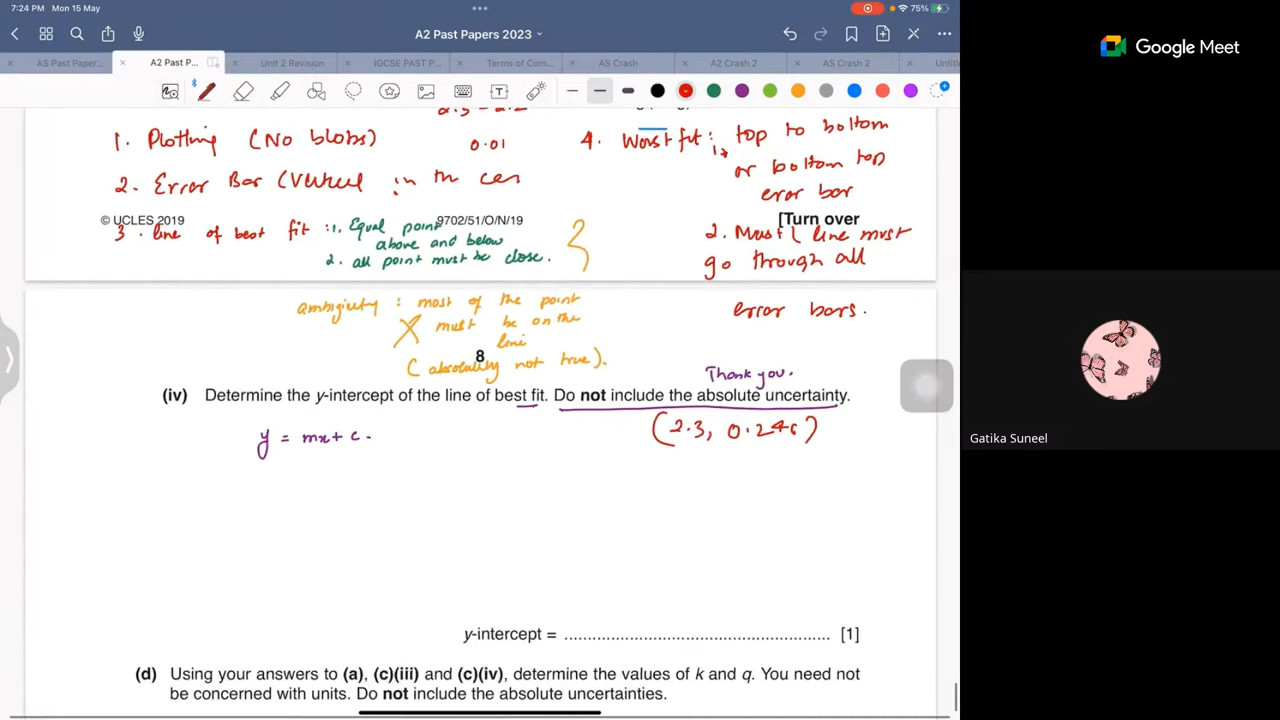 7:24 PM Mon 15 May
75%
A2 Past Papers 2023
AS Past Paper...
A2 Past P...
Unit 2 Revision
IGCSE PAST P...
Terms of Com...
AS Crash
A2 Crash 2
AS Crash 2
Untitl
Google Meet
1. Plotting (No blobs)
0.01
2. Error Bar
in the
© UCLES 2019
9702/51/O/N/19
[Turn over
3. line of best fit : 1. Equal point
above and below
2. all point must be close.
4. Worst fit : top to bottom
1.
or bottom top
error bar
2. line must
go through all
error bars.
ambiguity : most of the point
must be on the
line
(absolutely not true).
8
Thank you.
(iv) Determine the y-intercept of the line of best fit. Do not include the absolute uncertainty.
(2.3, 0.246)
y = mx + c.
y-intercept = ...................................................... [1]
(d) Using your answers to (a), (c)(iii) and (c)(iv), determine the values of k and q. You need not
be concerned with units. Do not include the absolute uncertainties.
Gatika Suneel